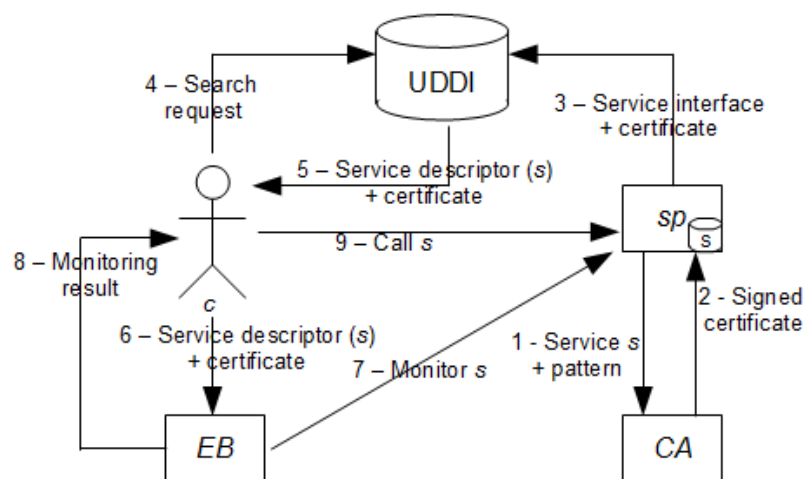 UDDI
4 – Search
request
3 – Service interface
+ certificate
5 – Service descriptor (s)
+ certificate
sp
s
9 – Call s
8 – Monitoring
result
c
2 - Signed
certificate
6 – Service descriptor (s)
+ certificate
1 - Service s
+ pattern
7 – Monitor s
EB
CA